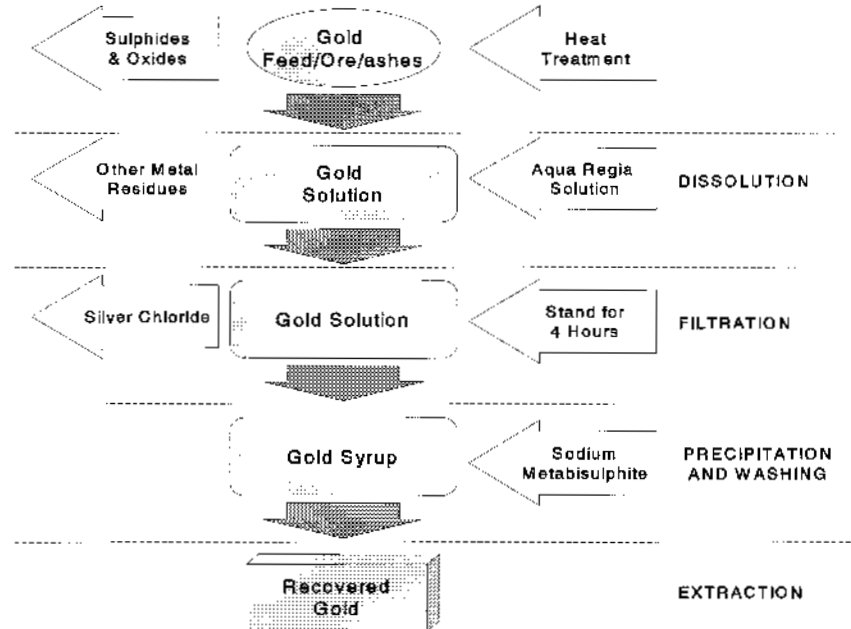 Sulphides
& Oxides
Gold
Feed/Ore/ashes
Heat
Treatment
Other Metal
Residues
Gold
Solution
Aqua Regia
Solution
DISSOLUTION
Silver Chloride
Gold Solution
Stand for
4 Hours
FILTRATION
Gold Syrup
Sodium
Metabisulphite
PRECIPITATION
AND WASHING
Recovered
Gold
EXTRACTION